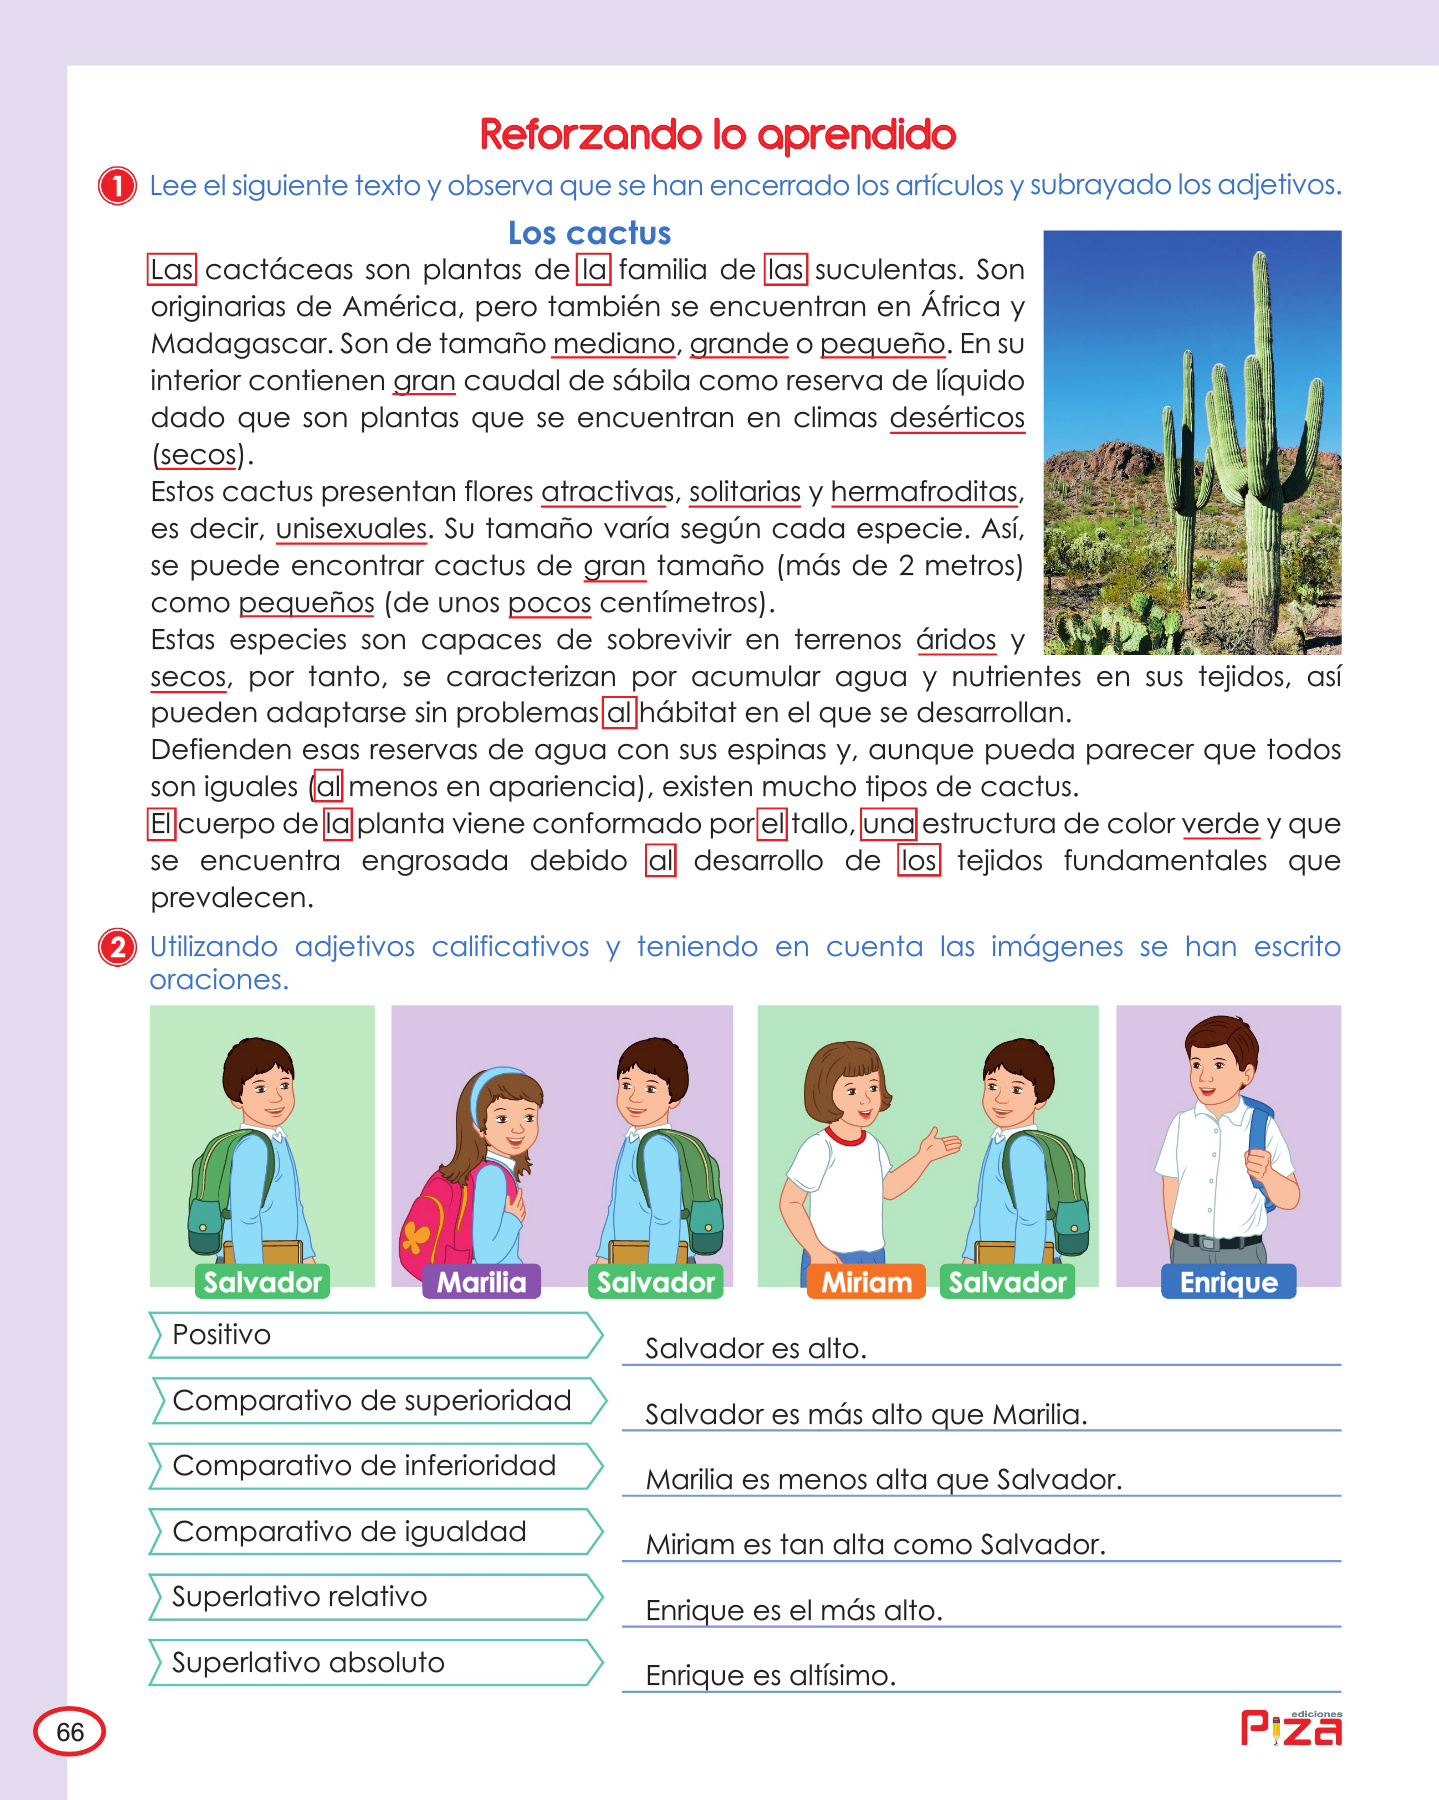 Reforzando lo aprendido
1 Lee el siguiente texto y observa que se han encerrado los artículos y subrayado los adjetivos.
Los cactus
Las cactáceas son plantas de la familia de las suculentas. Son
originarias de América, pero también se encuentran en África y
Madagascar. Son de tamaño mediano, grande o pequeño. En su
interior contienen gran caudal de sábila como reserva de líquido
dado que son plantas que se encuentran en climas desérticos
(secos).
Estos cactus presentan flores atractivas, solitarias y hermafroditas,
es decir, unisexuales. Su tamaño varía según cada especie. Así,
se puede encontrar cactus de gran tamaño (más de 2 metros)
como pequeños (de unos pocos centímetros).
Estas especies son capaces de sobrevivir en terrenos áridos y
secos, por tanto, se caracterizan por acumular agua y nutrientes en sus tejidos, así
pueden adaptarse sin problemas al hábitat en el que se desarrollan.
Defienden esas reservas de agua con sus espinas y, aunque pueda parecer que todos
son iguales (al menos en apariencia), existen mucho tipos de cactus.
El cuerpo de la planta viene conformado por el tallo, una estructura de color verde y que
se encuentra engrosada debido al desarrollo de los tejidos fundamentales que
prevalecen.
2 Utilizando adjetivos calificativos y teniendo en cuenta las imágenes se han escrito
oraciones.
Salvador Marilia Salvador Miriam Salvador Enrique
Positivo Salvador es alto.
Comparativo de superioridad Salvador es más alto que Marilia.
Comparativo de inferioridad Marilia es menos alta que Salvador.
Comparativo de igualdad Miriam es tan alta como Salvador.
Superlativo relativo Enrique es el más alto.
Superlativo absoluto Enrique es altísimo.
66
ediciones
Piza